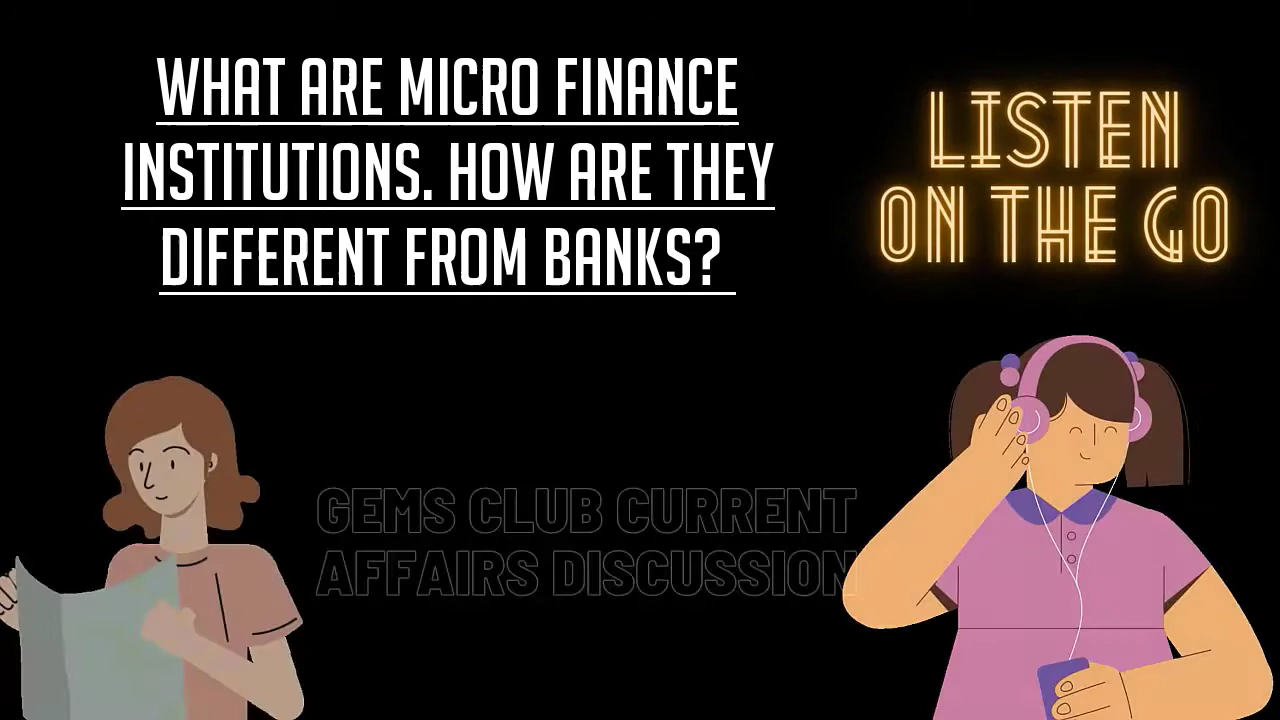 WHAT ARE MICRO FINANCE
INSTITUTIONS. HOW ARE THEY
DIFFERENT FROM BANKS?
LISTEN
ON THE GO
GEMS CLUB CURRENT
AFFAIRS DISCUSSION